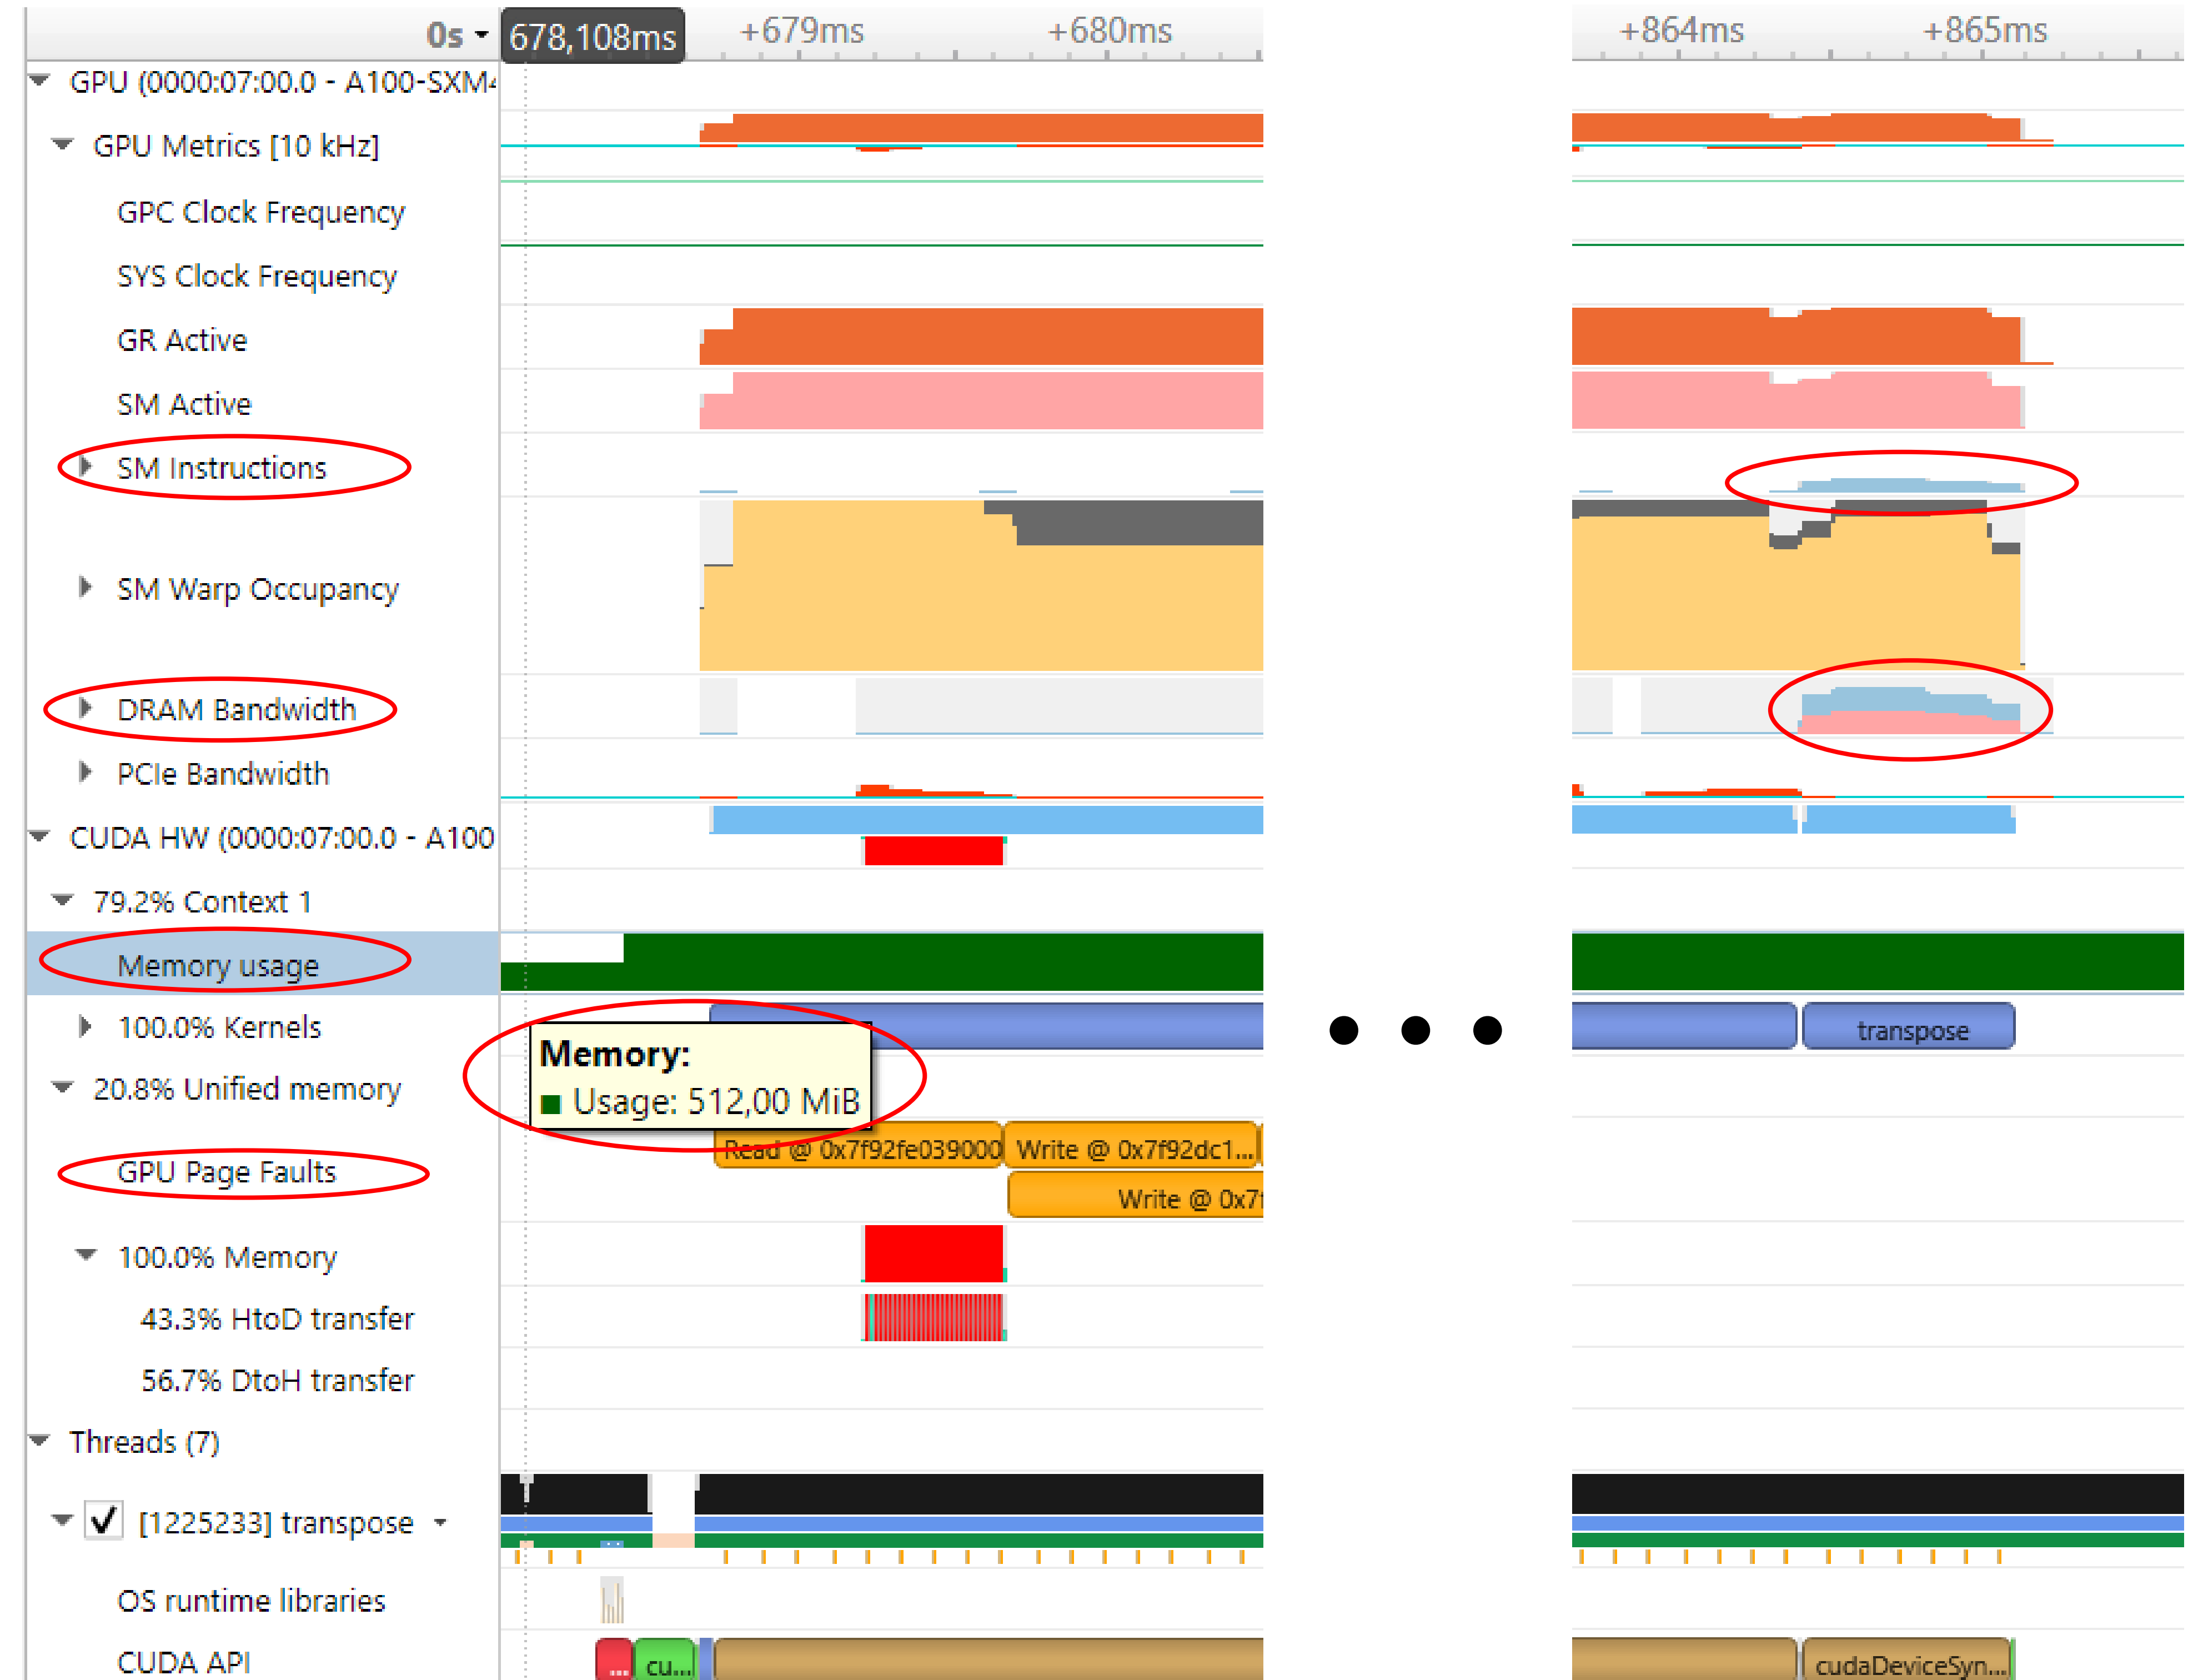 0s 678,108ms +679ms +680ms +864ms +865ms
GPU (0000:07:00.0 - A100-SXM4
GPU Metrics [10 kHz]
GPC Clock Frequency
SYS Clock Frequency
GR Active
SM Active
SM Instructions
SM Warp Occupancy
DRAM Bandwidth
PCIe Bandwidth
CUDA HW (0000:07:00.0 - A100
79.2% Context 1
Memory usage
100.0% Kernels transpose
Memory:
Usage: 512,00 MiB
20.8% Unified memory
Read @ 0x7f92fe039000 Write @ 0x7f92dc1...
GPU Page Faults
Write @ 0x7f
100.0% Memory
43.3% HtoD transfer
56.7% DtoH transfer
Threads (7)
[1225233] transpose
OS runtime libraries
CUDA API ... cu... cudaDeviceSyn...